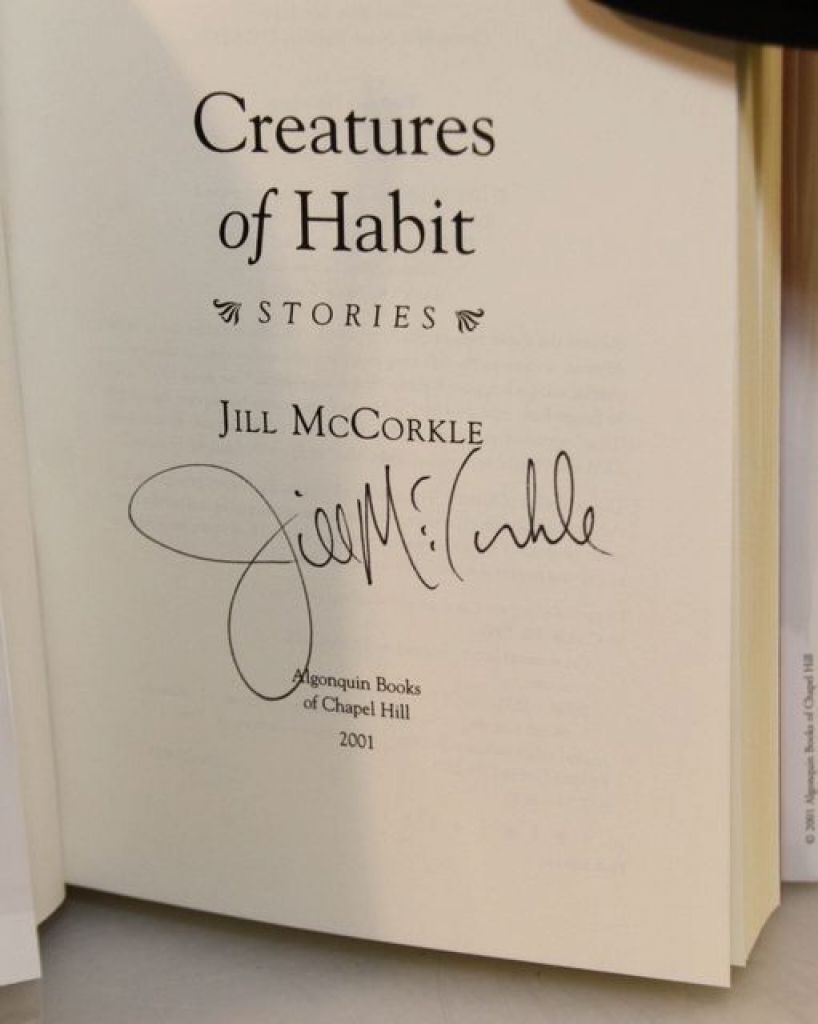 Creatures
of Habit
STORIES
JILL MCCORKLE
Jill McCorkle
Algonquin Books
of Chapel Hill
2001
© 2001 Algonquin Books of Chapel Hill